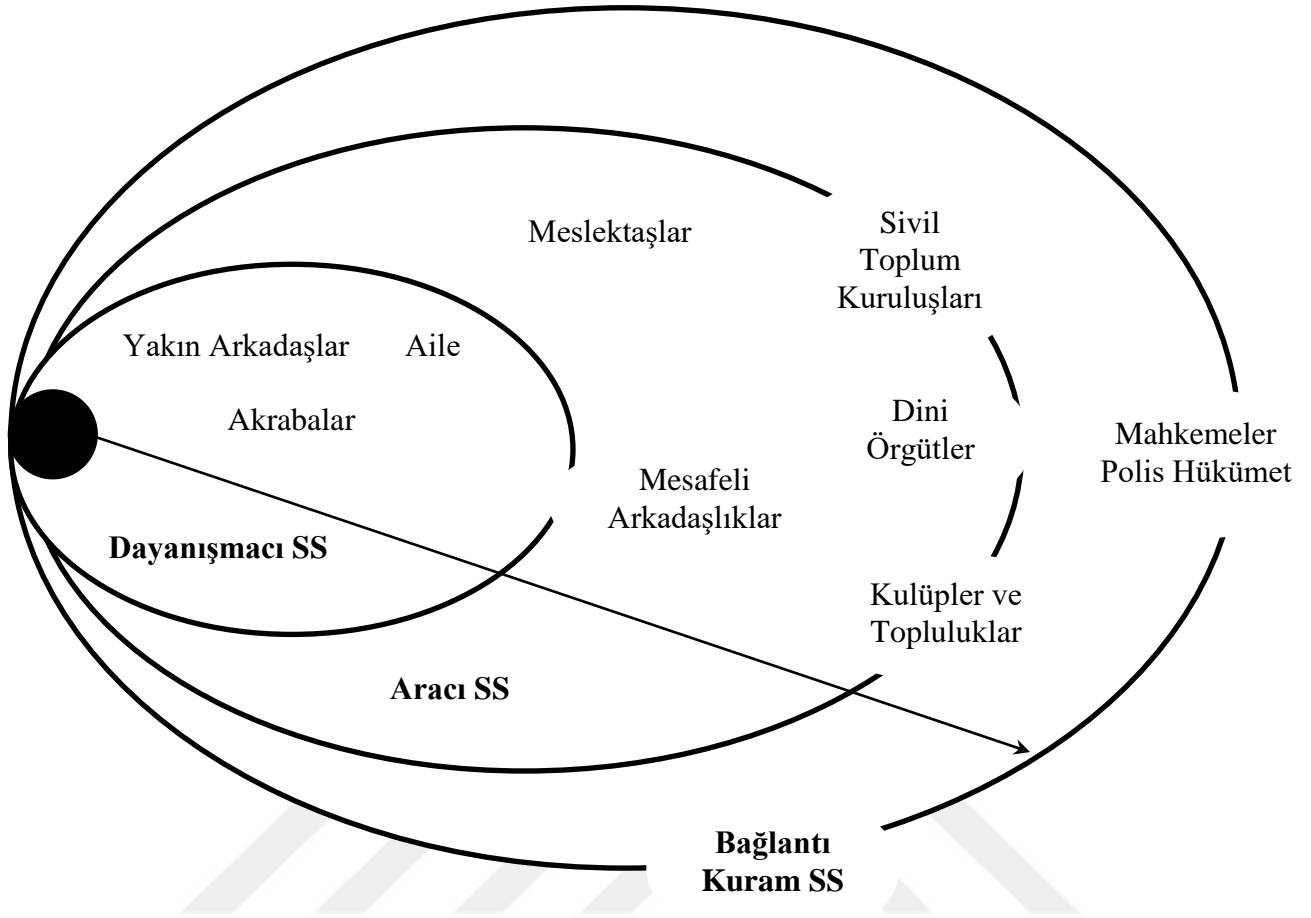 Meslektaşlar
Sivil
Toplum
Kuruluşları
Yakın Arkadaşlar
Aile
Akrabalar
Dini
Örgütler
Mahkemeler
Polis Hükümet
Mesafeli
Arkadaşlıklar
Dayanışmacı SS
Kulüpler ve
Topluluklar
Aracı SS
Bağlantı
Kuram SS